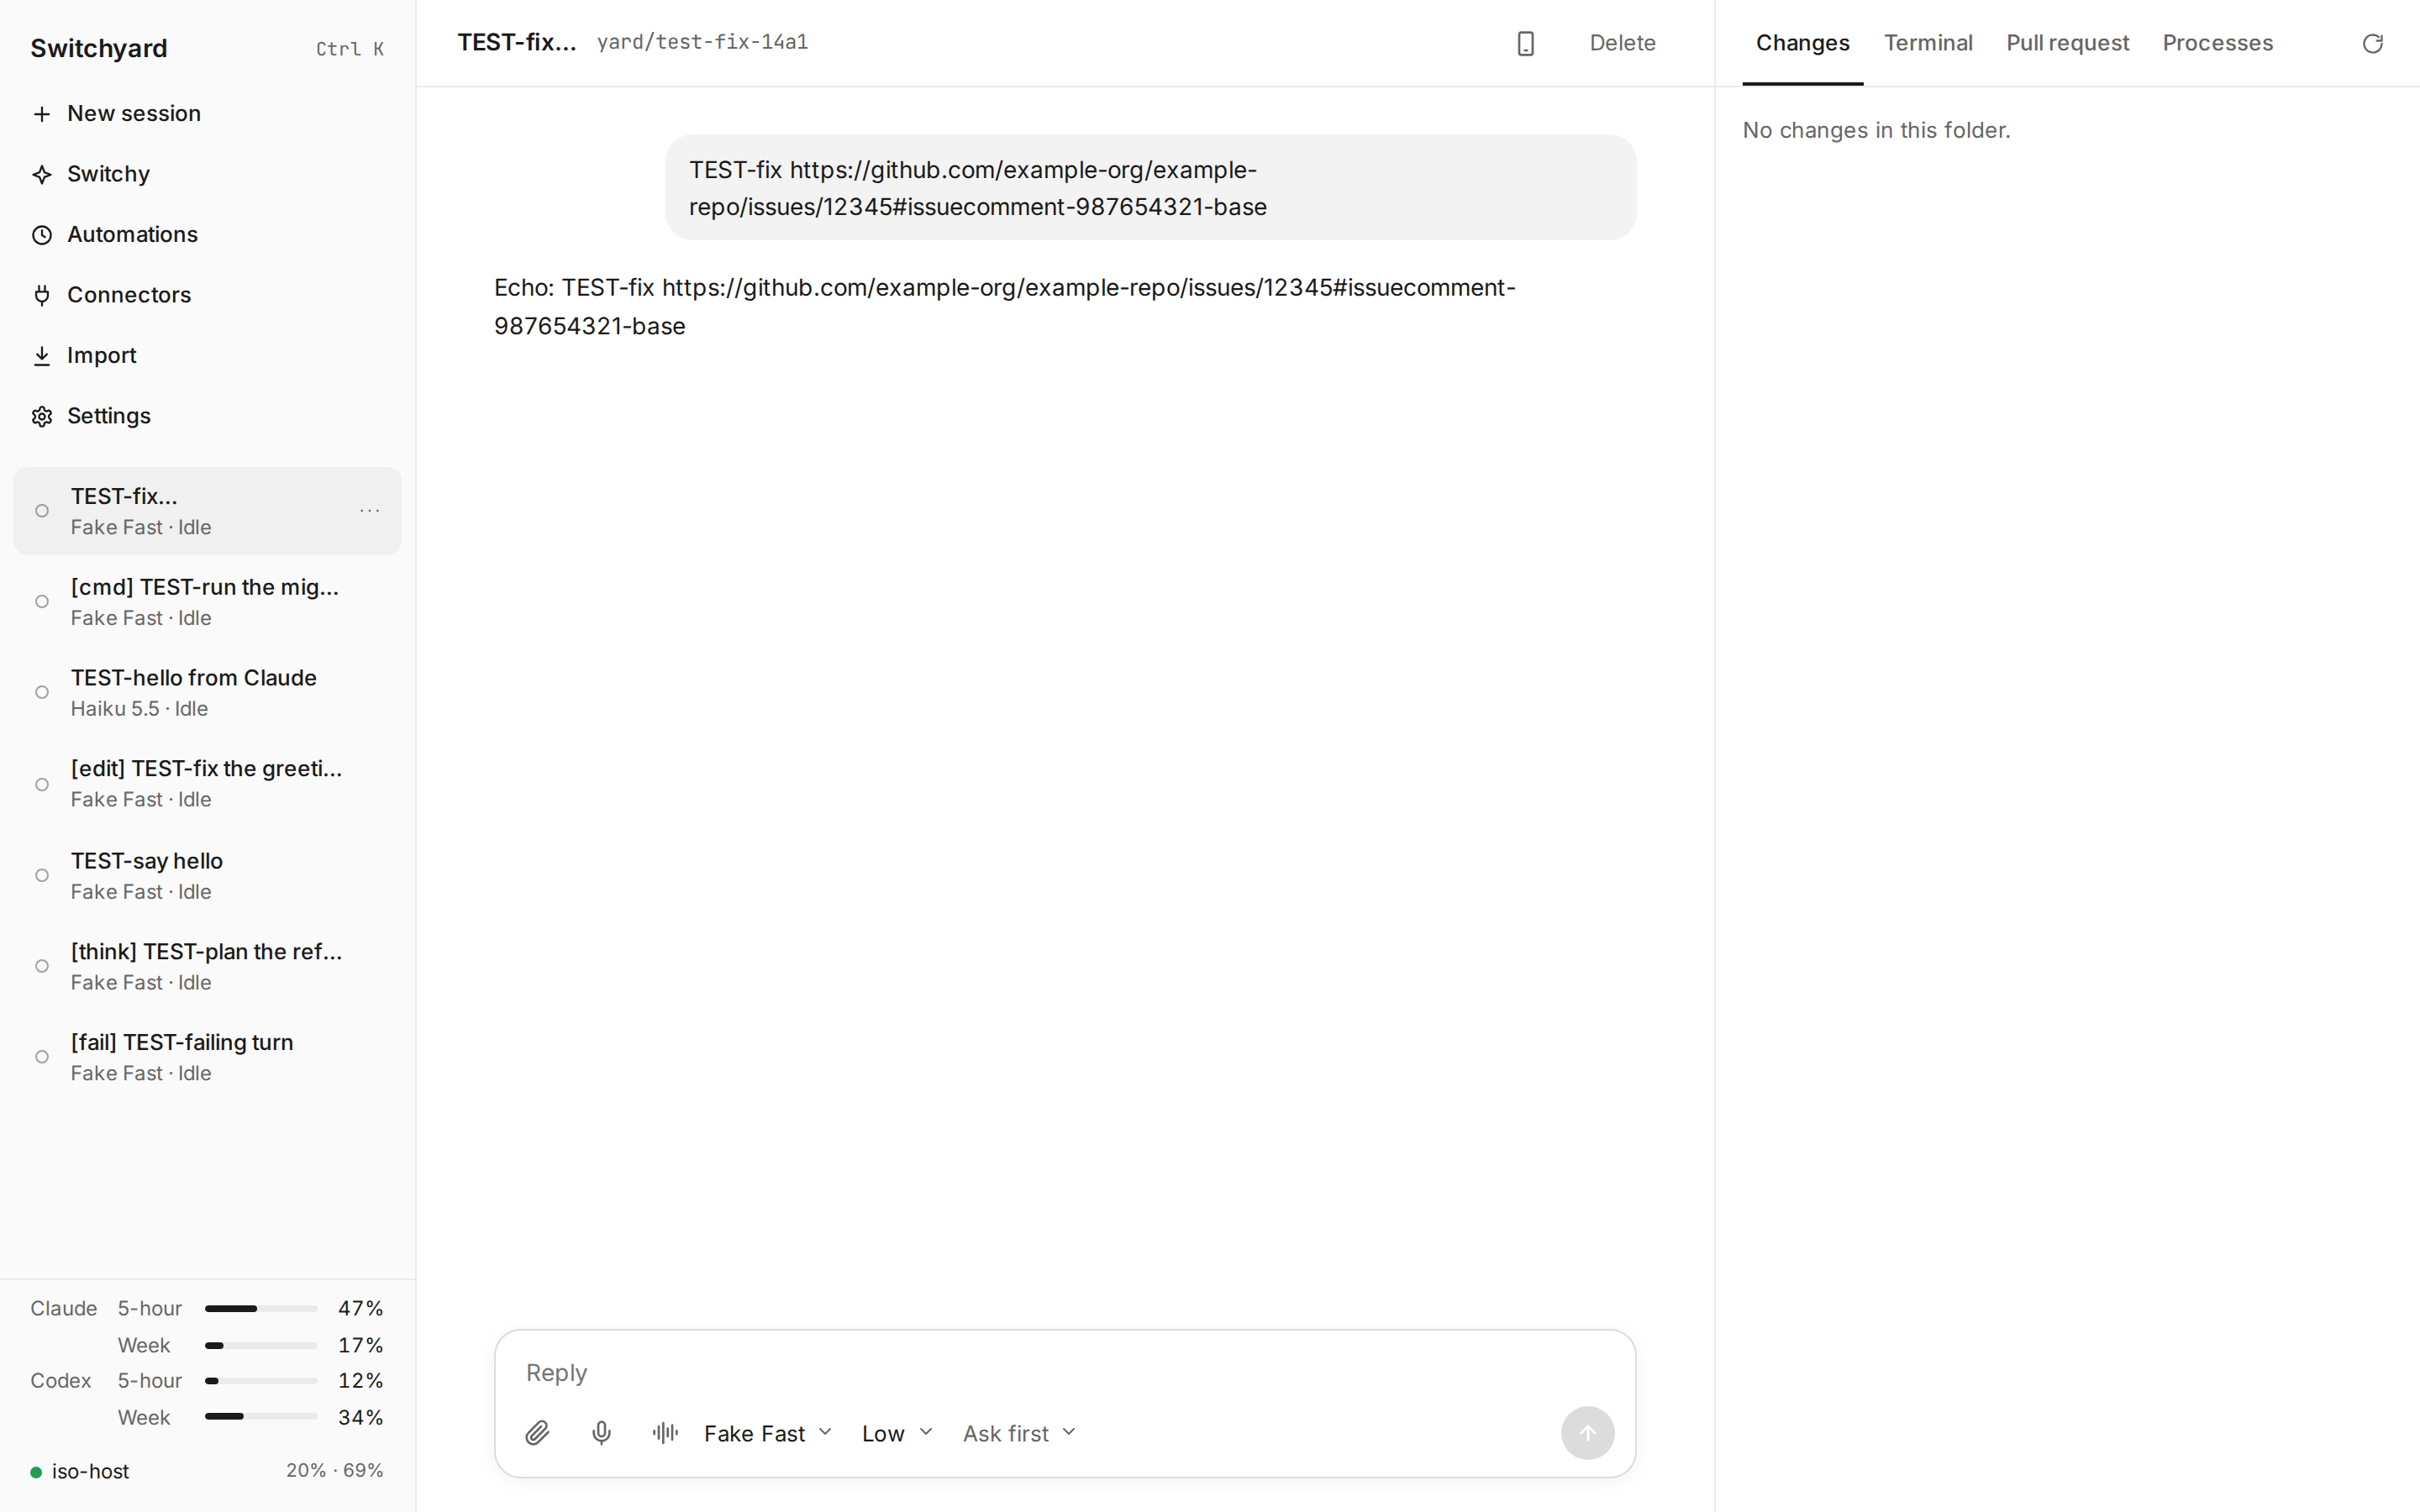 Switchyard
Ctrl K
New session
Switchy
Automations
Connectors
Import
Settings
TEST-fix...
Fake Fast · Idle
[cmd] TEST-run the mig...
Fake Fast · Idle
TEST-hello from Claude
Haiku 5.5 · Idle
[edit] TEST-fix the greeti...
Fake Fast · Idle
TEST-say hello
Fake Fast · Idle
[think] TEST-plan the ref...
Fake Fast · Idle
[fail] TEST-failing turn
Fake Fast · Idle
Claude 5-hour 47%
Week 17%
Codex 5-hour 12%
Week 34%
iso-host 20% · 69%
TEST-fix... yard/test-fix-14a1
Delete
TEST-fix https://github.com/example-org/example-
repo/issues/12345#issuecomment-987654321-base
Echo: TEST-fix https://github.com/example-org/example-repo/issues/12345#issuecomment-
987654321-base
Reply
Fake Fast Low Ask first
Changes Terminal Pull request Processes
No changes in this folder.